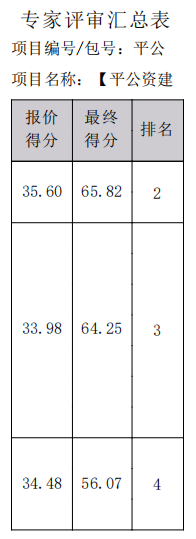 专家评审汇总表
项目编号/包号：平公
项目名称：【平公资建
报价得分 最终得分 排名
35.60 65.82 2
33.98 64.25 3
34.48 56.07 4